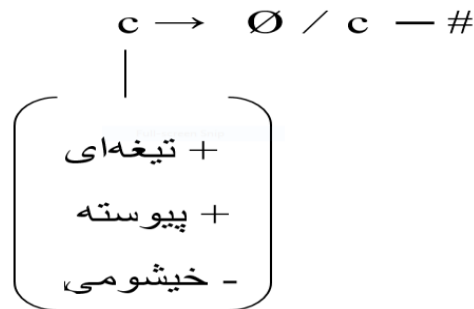 c → Ø / c — #
+ تیغه‌ای
+ پیوسته
- خیشومی